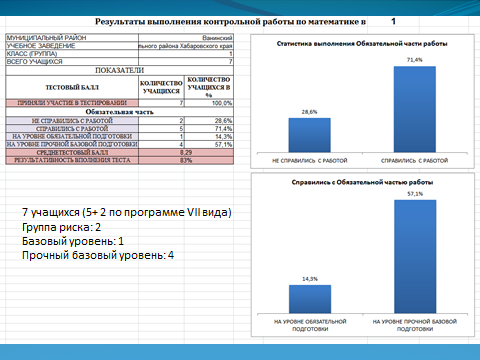 Результаты выполнения контрольной работы по математике в 1
МУНИЦИПАЛЬНЫЙ РАЙОН Ванинский
УЧЕБНОЕ ЗАВЕДЕНИЕ льного района Хабаровского края
КЛАСС (ГРУППА) 1
ВСЕГО УЧАЩИХСЯ 7
ПОКАЗАТЕЛИ
ТЕСТОВЫЙ БАЛЛ КОЛИЧЕСТВО УЧАЩИХСЯ КОЛИЧЕСТВО УЧАЩИХСЯ В %
ПРИНЯЛИ УЧАСТИЕ В ТЕСТИРОВАНИИ 7 100,0%
Обязательная часть
НЕ СПРАВИЛИСЬ С РАБОТОЙ 2 28,6%
СПРАВИЛИСЬ С РАБОТОЙ 5 71,4%
НА УРОВНЕ ОБЯЗАТЕЛЬНОЙ ПОДГОТОВКИ 1 14,3%
НА УРОВНЕ ПРОЧНОЙ БАЗОВОЙ ПОДГОТОВКИ 4 57,1%
СРЕДНЕТЕСТОВЫЙ БАЛЛ 8,29
РЕЗУЛЬТАТИВНОСТЬ ВПОЛНЕНИЯ ТЕСТА 83%
Статистика выполнения Обязательной части работы
71,4%
28,6%
НЕ СПРАВИЛИСЬ С РАБОТОЙ СПРАВИЛИСЬ С РАБОТОЙ
Справились с Обязательной частью работы
57,1%
14,3%
НА УРОВНЕ ОБЯЗАТЕЛЬНОЙ ПОДГОТОВКИ НА УРОВНЕ ПРОЧНОЙ БАЗОВОЙ ПОДГОТОВКИ
7 учащихся (5+ 2 по программе VII вида)
Группа риска: 2
Базовый уровень: 1
Прочный базовый уровень: 4